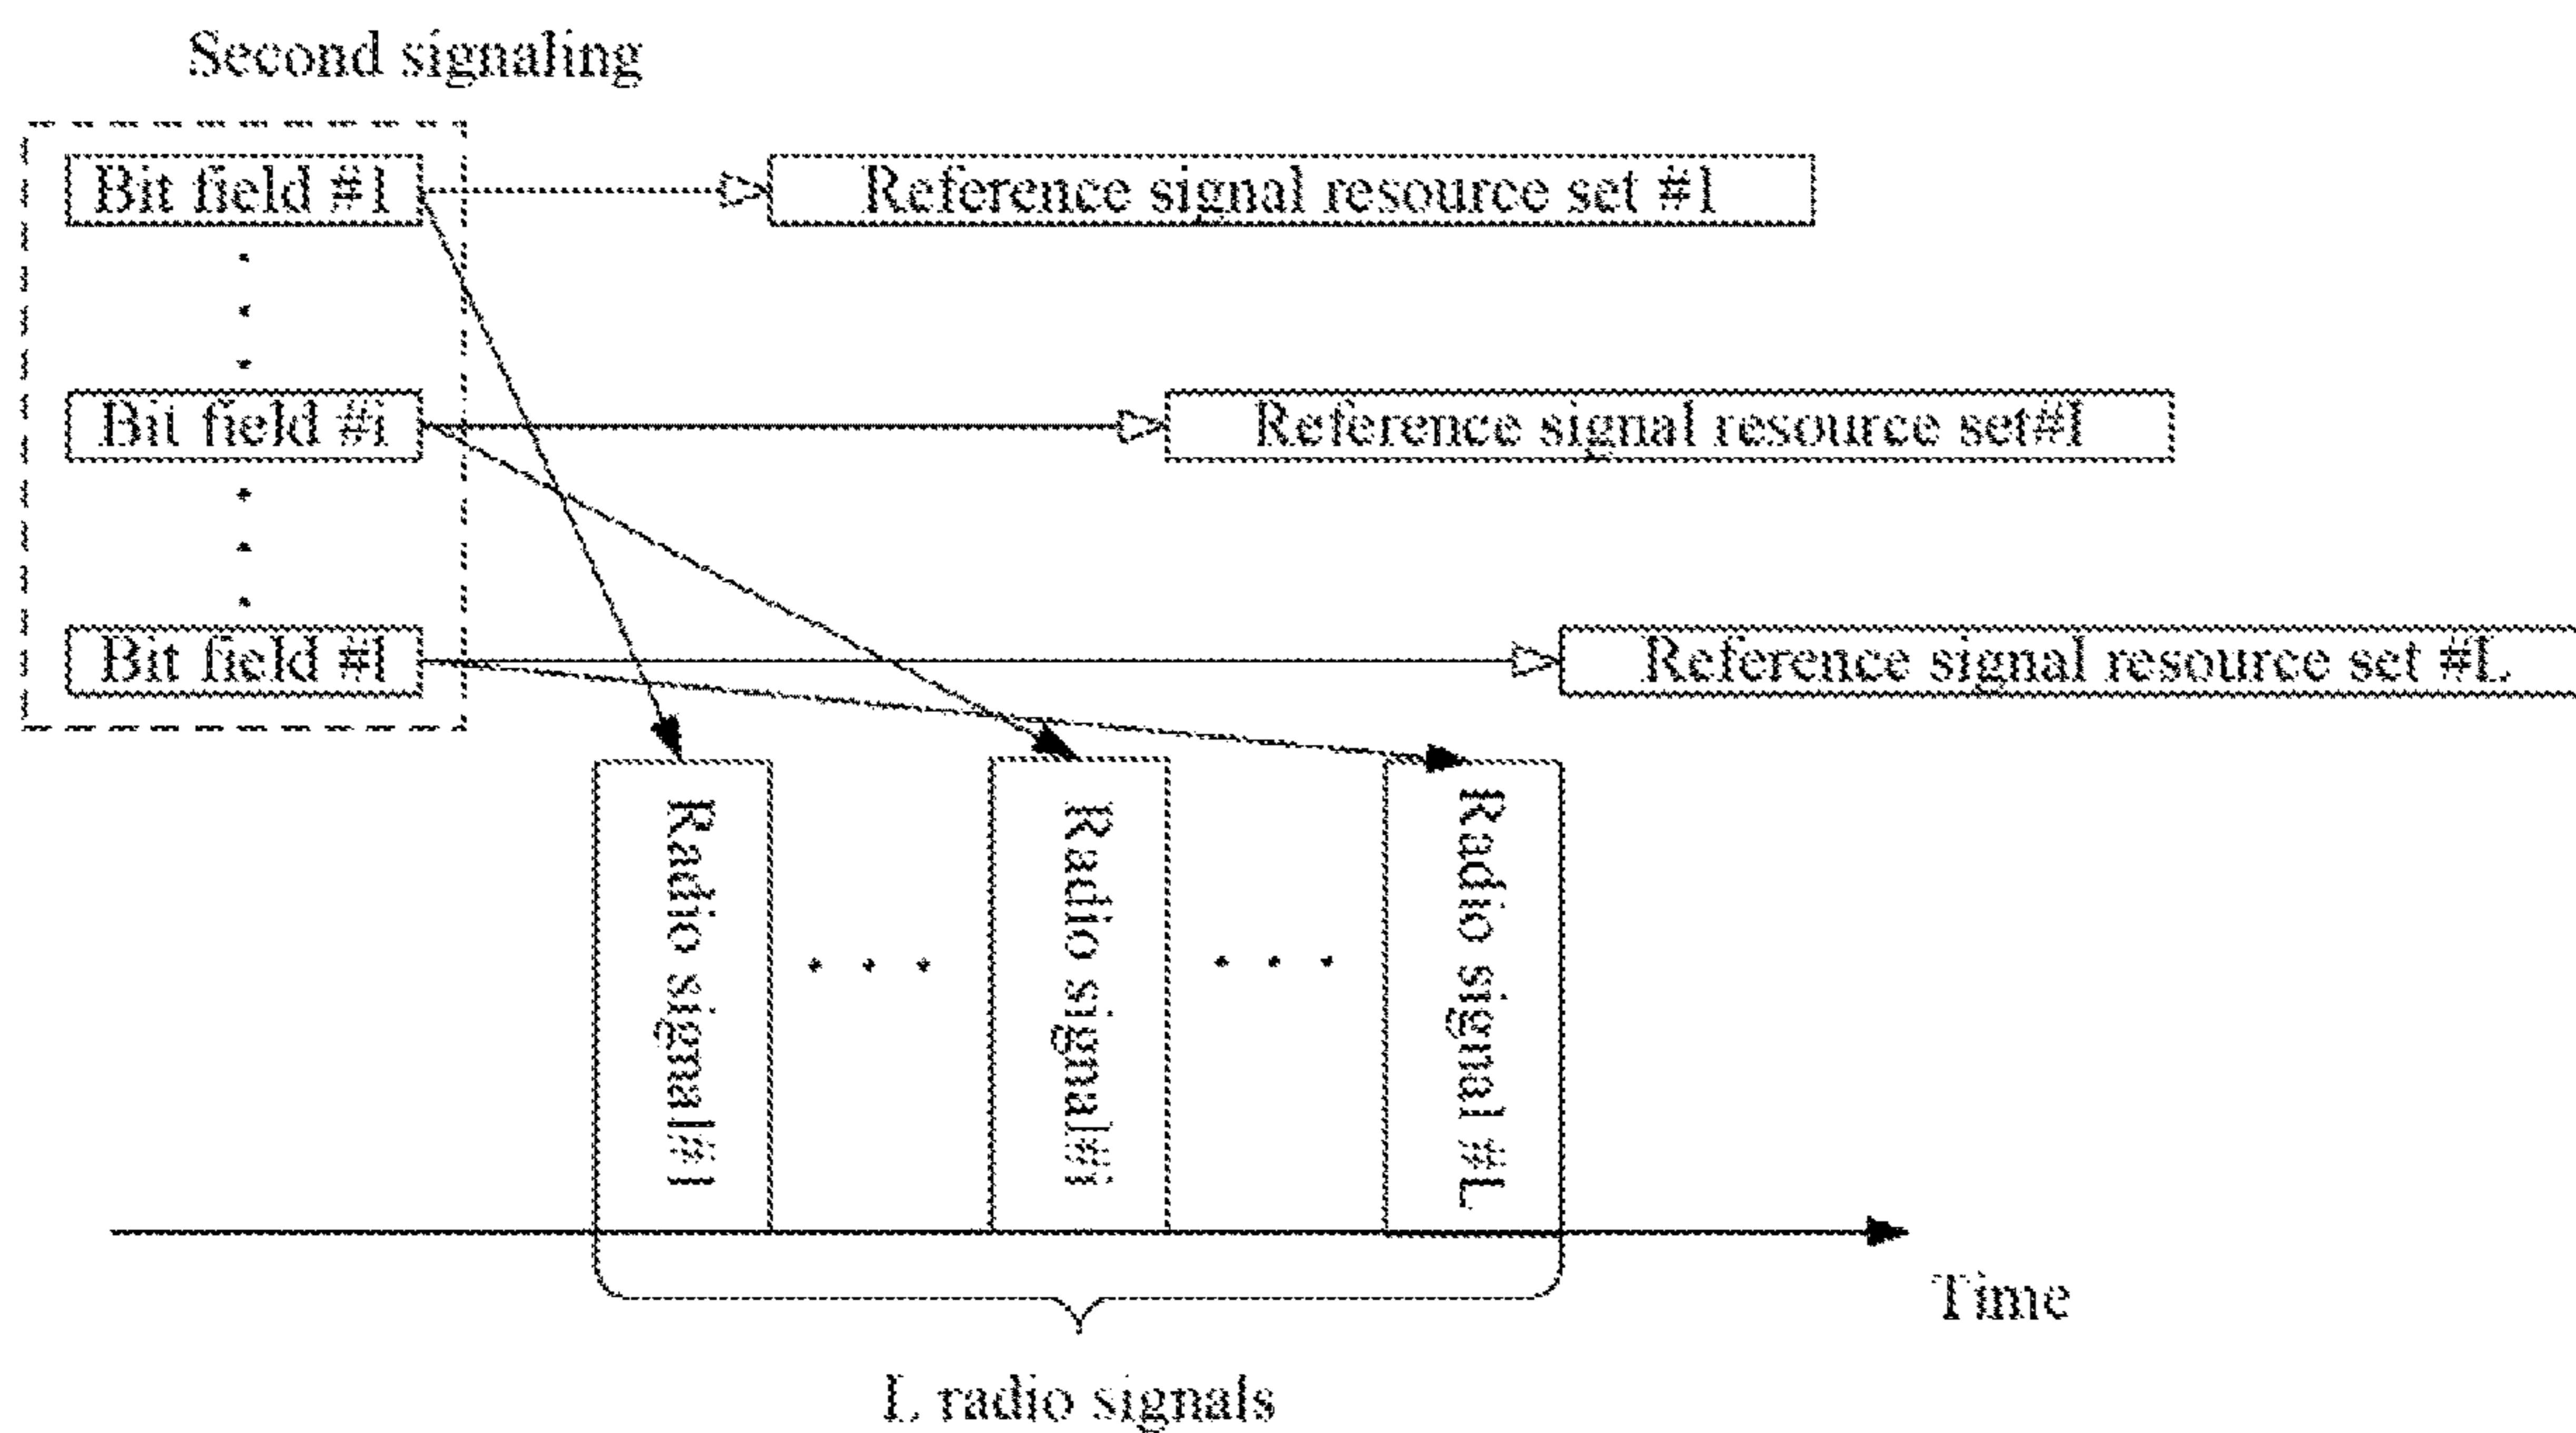 Second signaling
Bit field #1
Reference signal resource set #1
Bit field #i
Reference signal resource set#I
Bit field #l
Reference signal resource set #L
Radio signal#1
Radio signal#i
Radio signal #L
Time
L radio signals